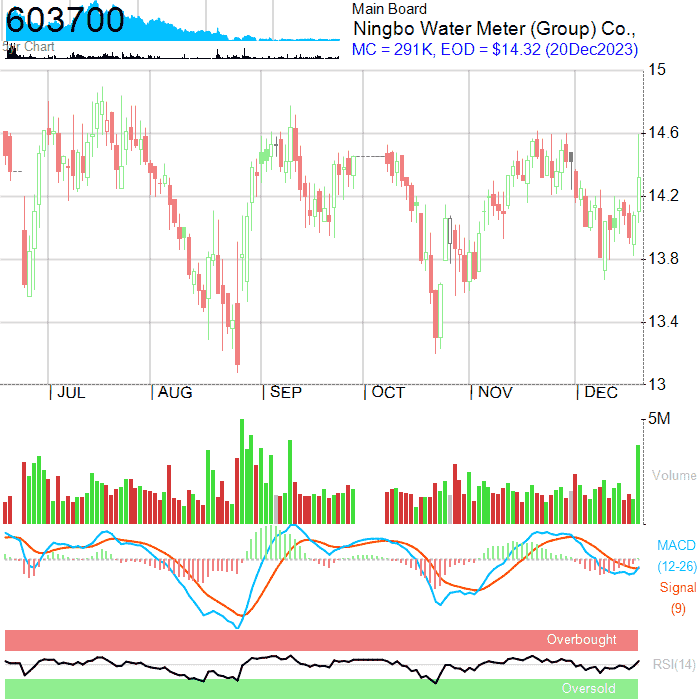 603700
5yr Chart
Main Board
Ningbo Water Meter (Group) Co.,
MC = 291K, EOD = $14.32 (20Dec2023)
15
14.6
14.2
13.8
13.4
13
JUL
AUG
SEP
OCT
NOV
DEC
5M
Volume
MACD
(12-26)
Signal
(9)
Overbought
RSI(14)
Oversold